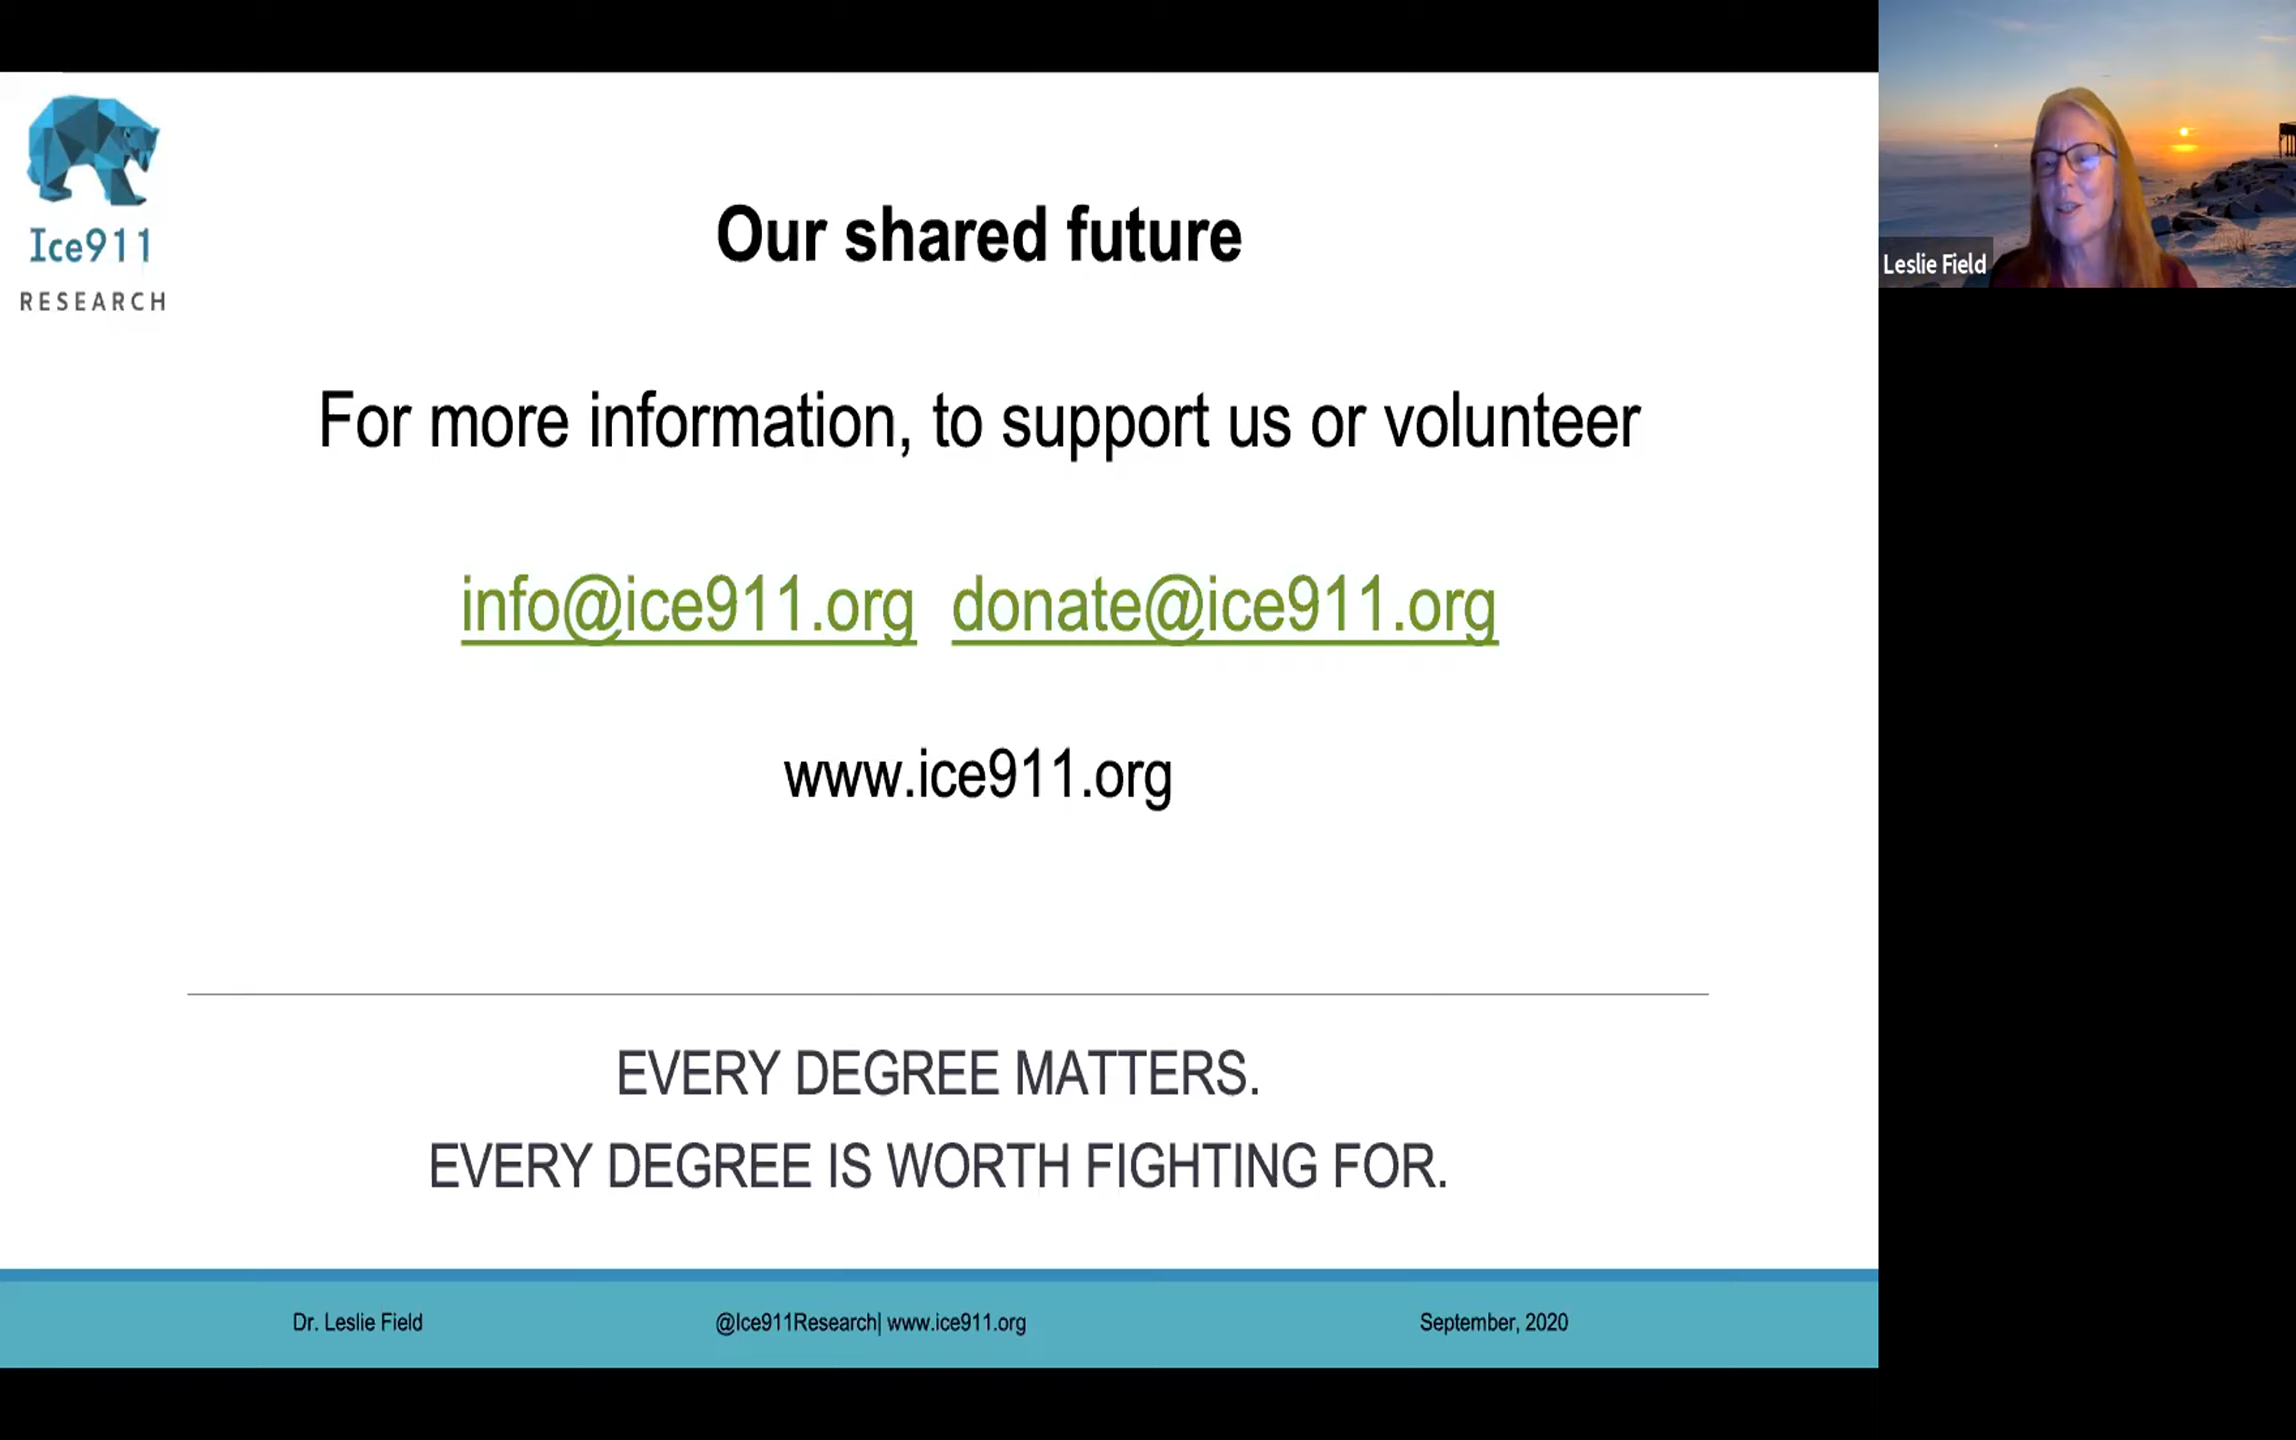 Ice911
RESEARCH
Our shared future
For more information, to support us or volunteer
info@ice911.org donate@ice911.org
www.ice911.org
EVERY DEGREE MATTERS.
EVERY DEGREE IS WORTH FIGHTING FOR.
Dr. Leslie Field @Ice911Research| www.ice911.org September, 2020
Leslie Field